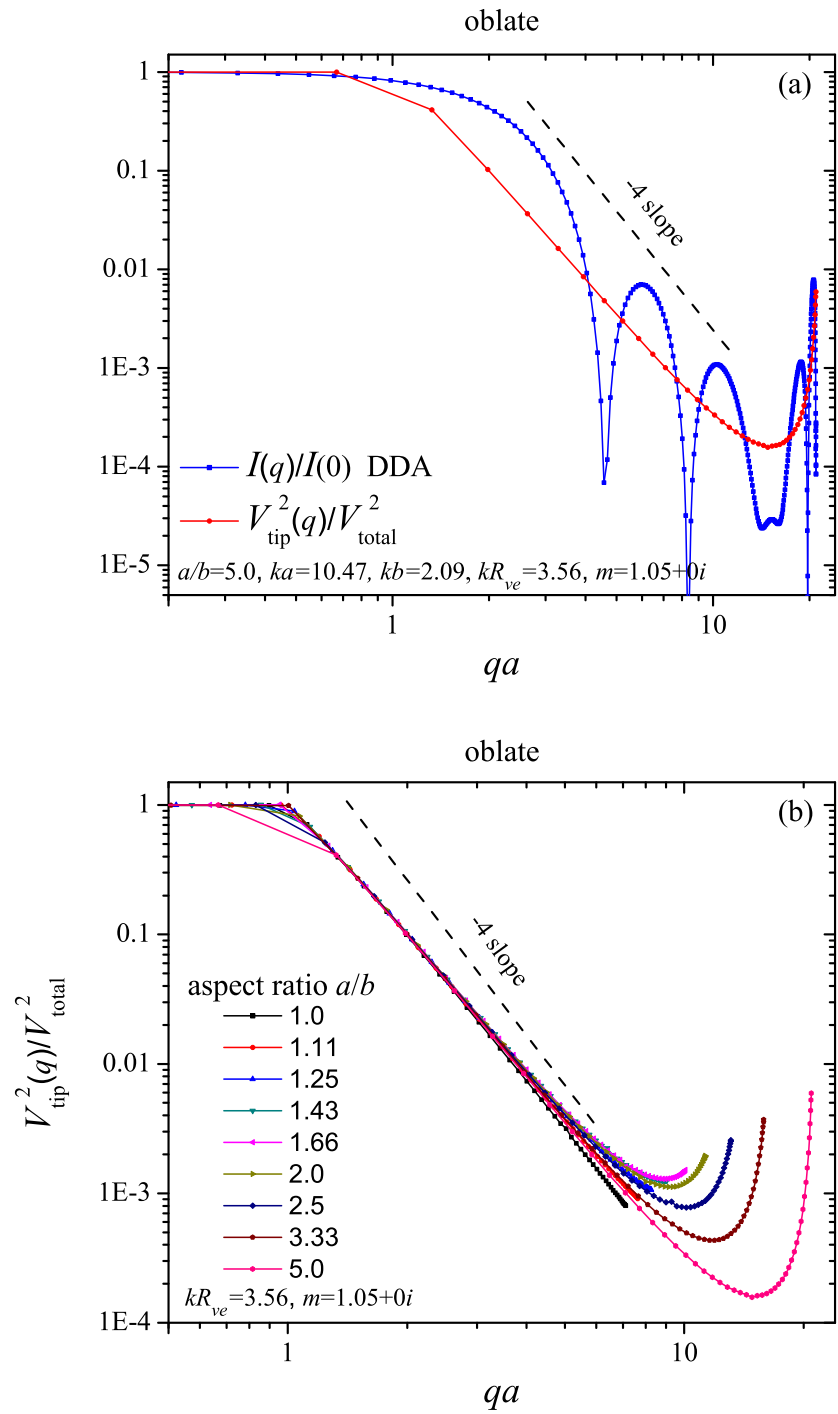 oblate
(a)
1
0.1
0.01
1E-3
1E-4
1E-5
-4 slope
I(q)/I(0) DDA
V_tip^2(q)/V_total^2
a/b=5.0, ka=10.47, kb=2.09, kR_ve=3.56, m=1.05+0i
1 10
qa
oblate
(b)
V_tip^2(q)/V_total^2
1
0.1
0.01
1E-3
1E-4
-4 slope
aspect ratio a/b
1.0
1.11
1.25
1.43
1.66
2.0
2.5
3.33
5.0
kR_ve=3.56, m=1.05+0i
1 10
qa